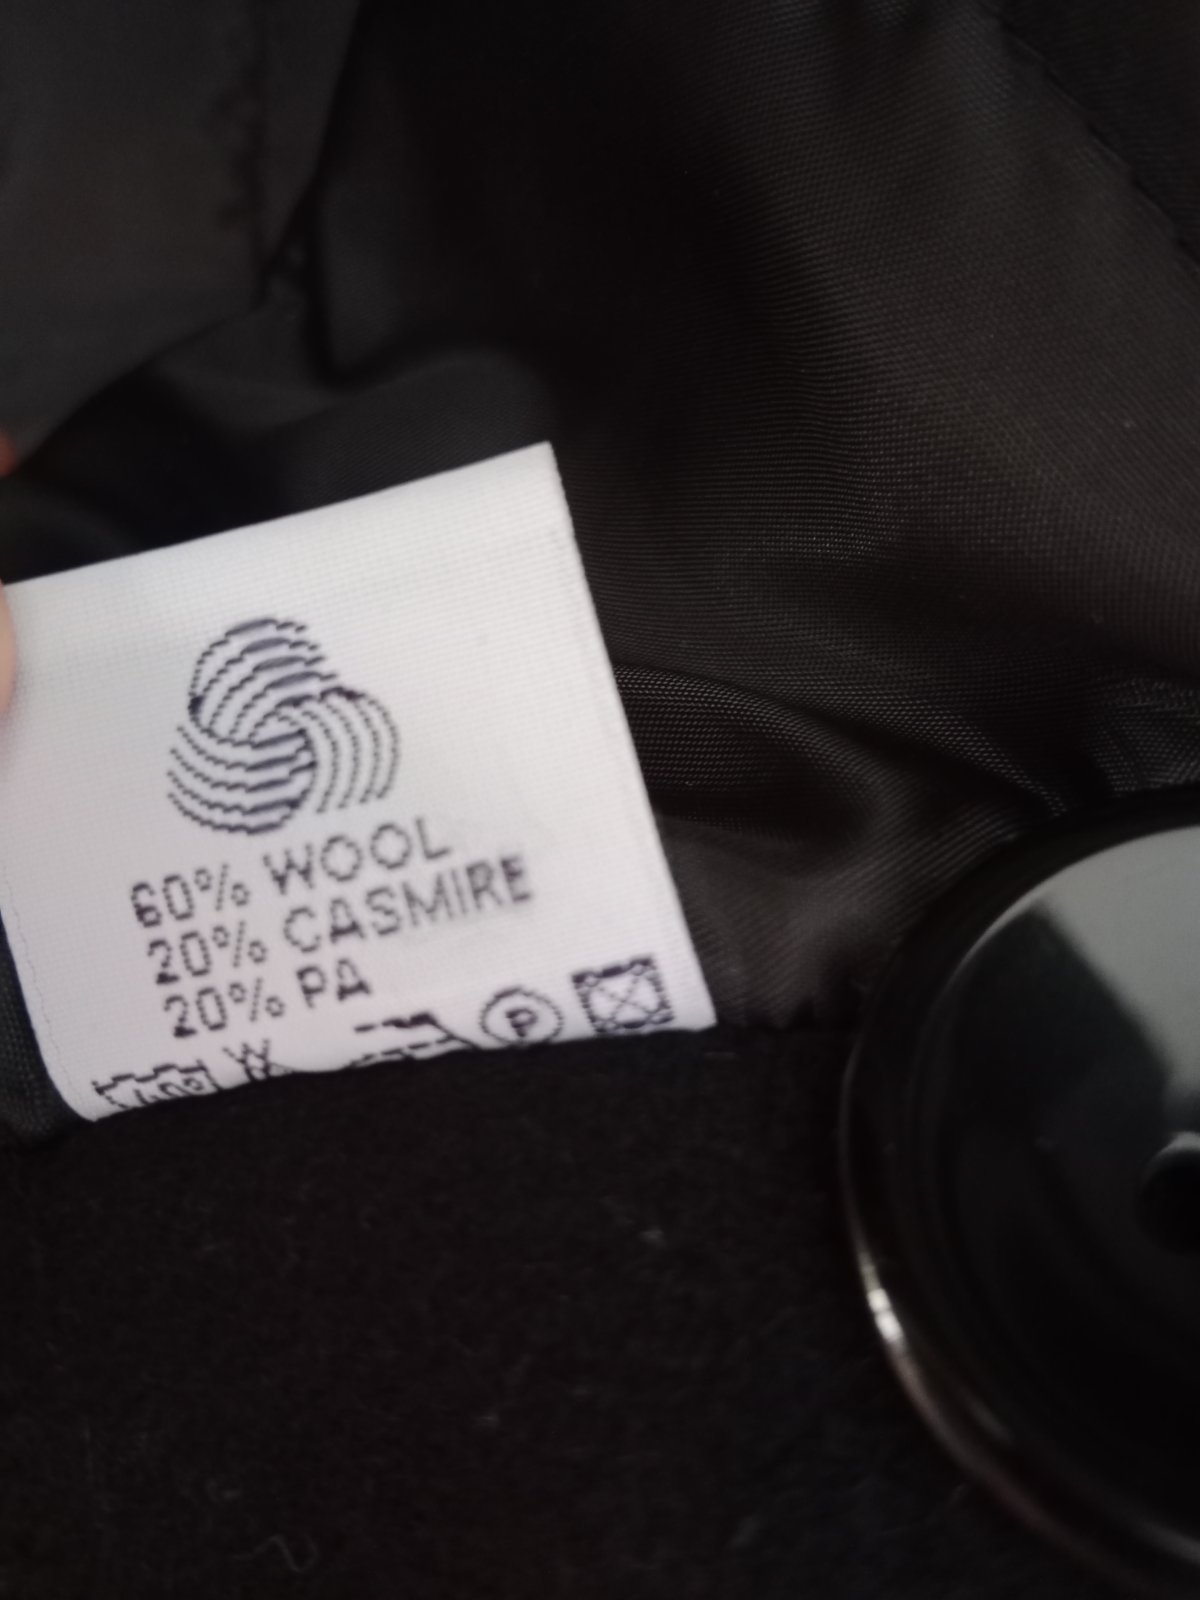 60% WOOL
20% CASMIRE
20% PA
P